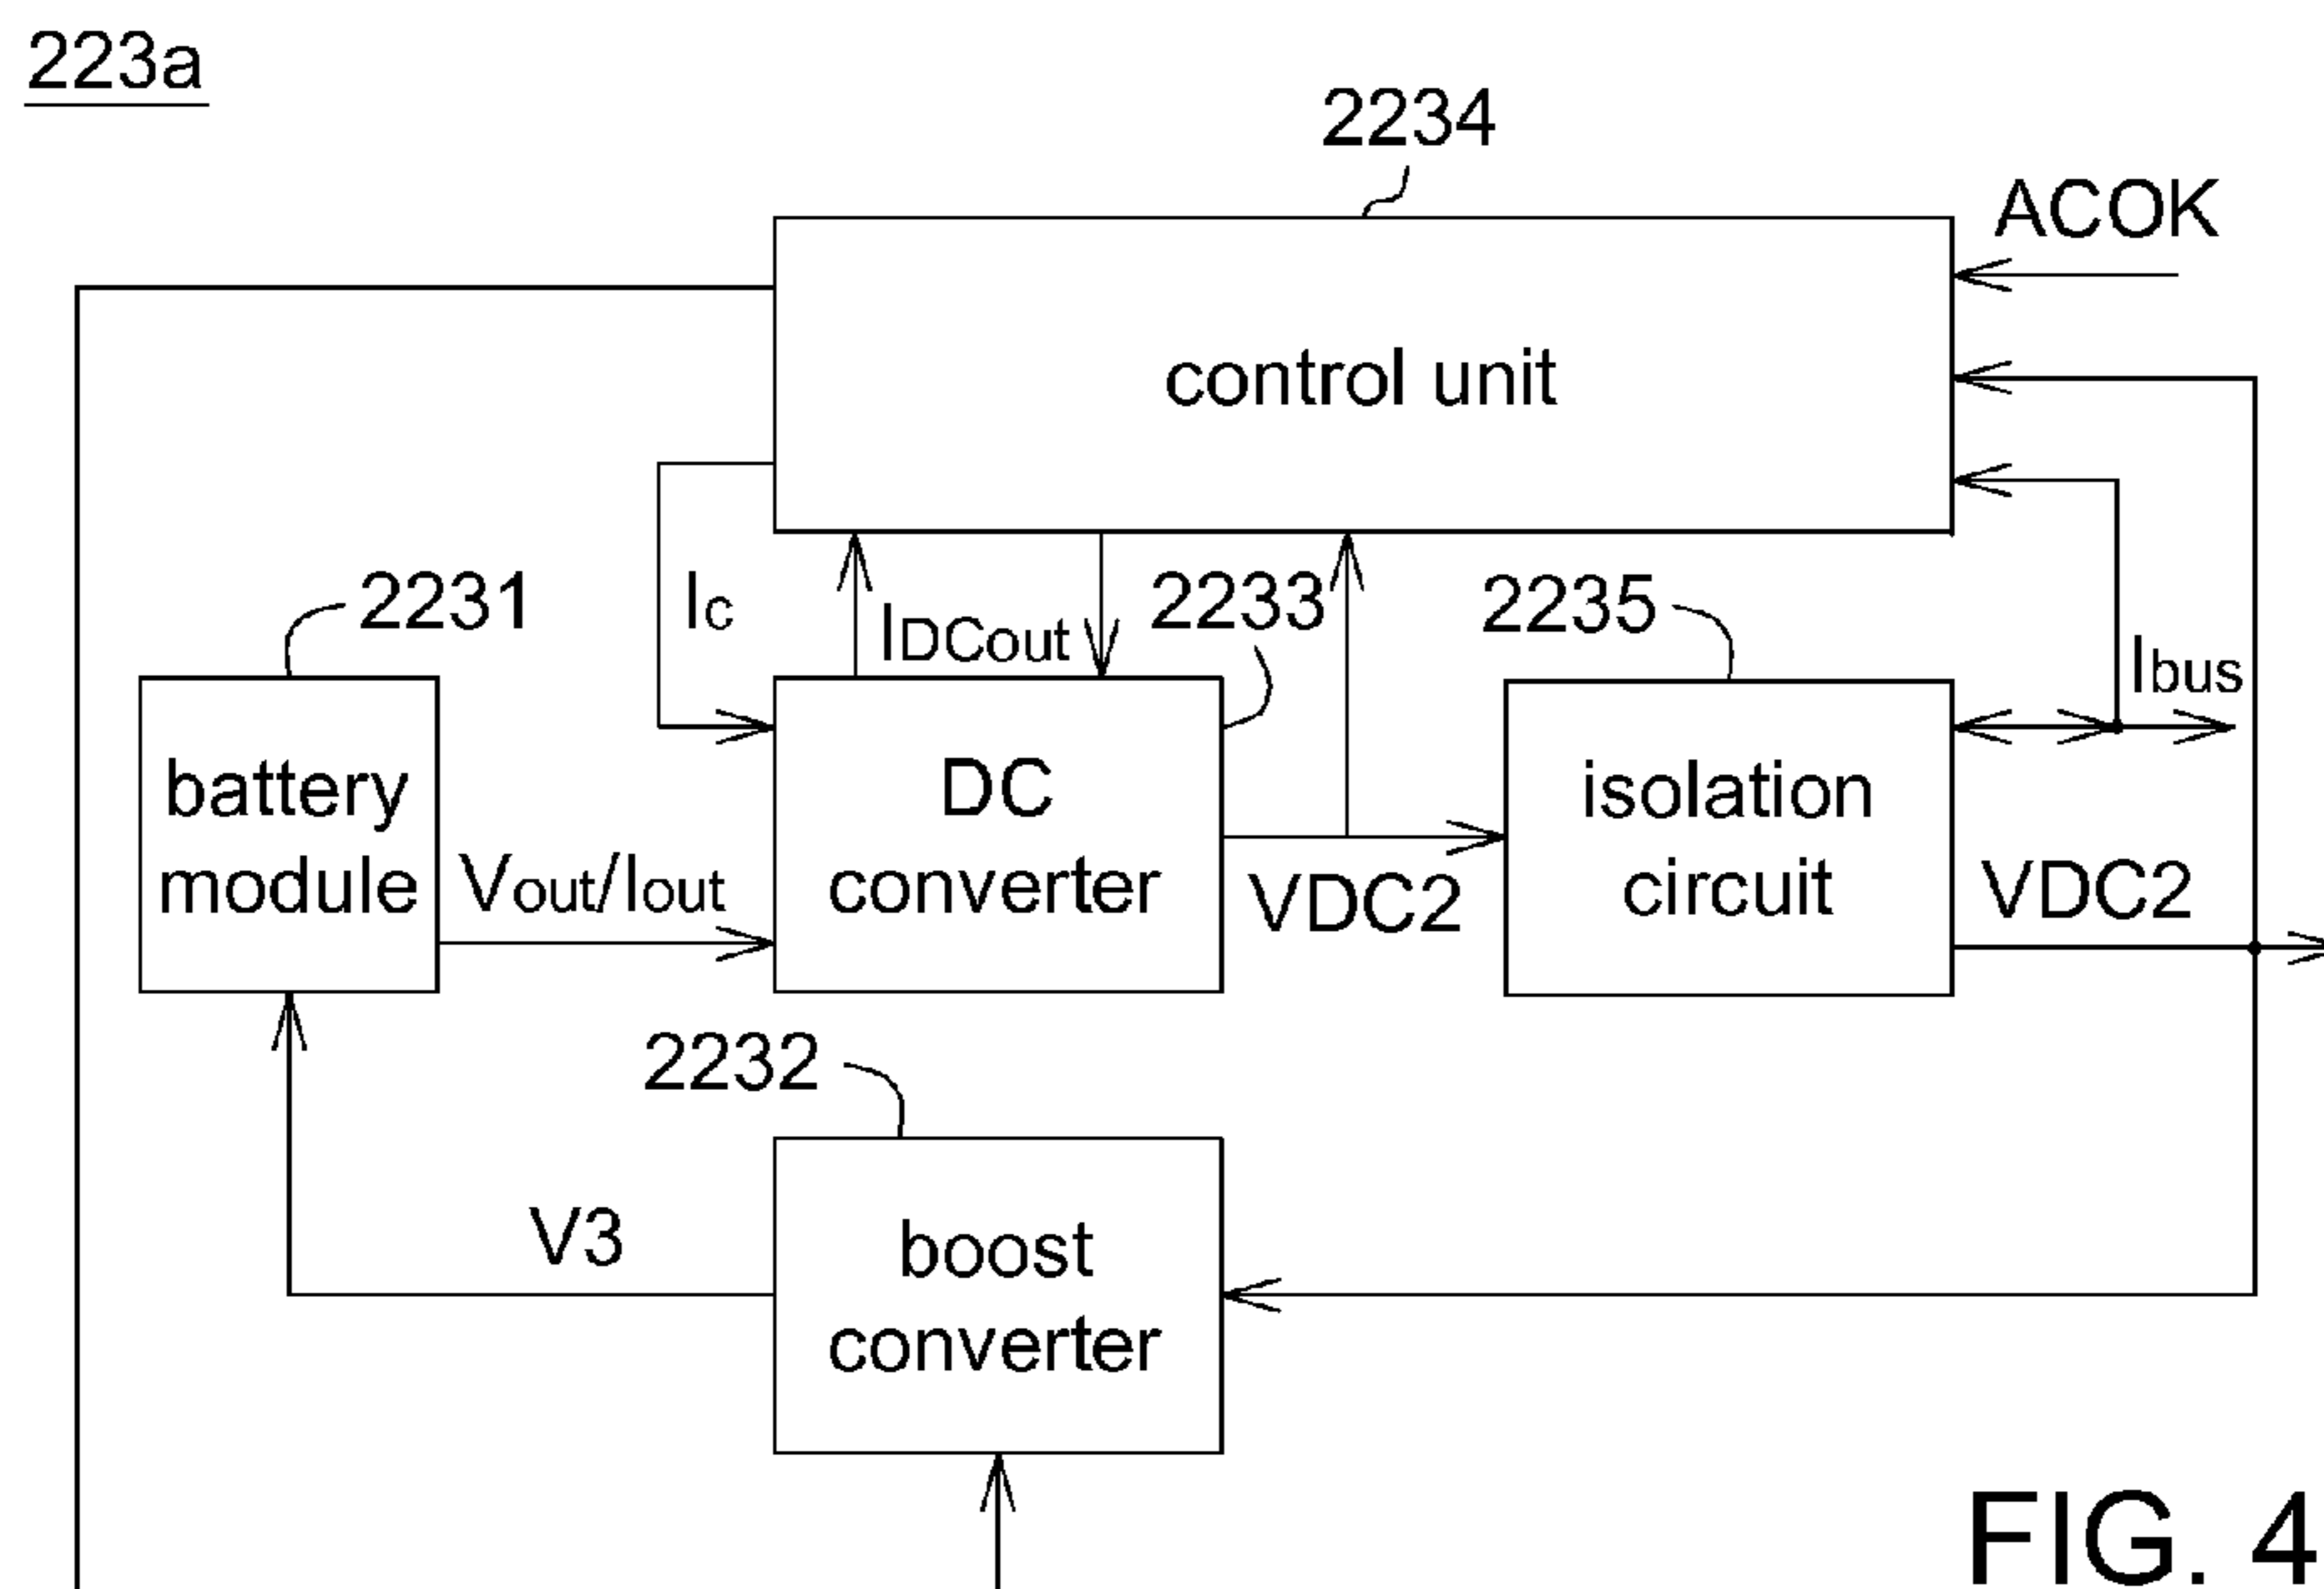 223a
2234
ACOK
control unit
2231
Ic
IDCout
2233
2235
Ibus
battery
module
Vout/Iout
DC
converter
VDC2
isolation
circuit
VDC2
2232
V3
boost
converter
FIG. 4